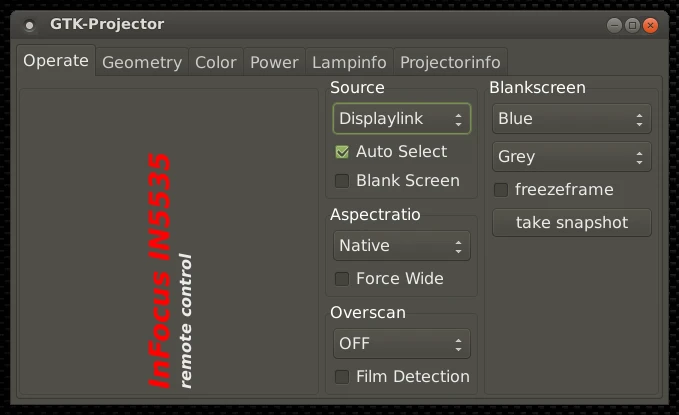 GTK-Projector
Operate Geometry Color Power Lampinfo Projectorinfo
InFocus IN5535
remote control
Source
Displaylink
Auto Select
Blank Screen
Aspectratio
Native
Force Wide
Overscan
OFF
Film Detection
Blankscreen
Blue
Grey
freezeframe
take snapshot